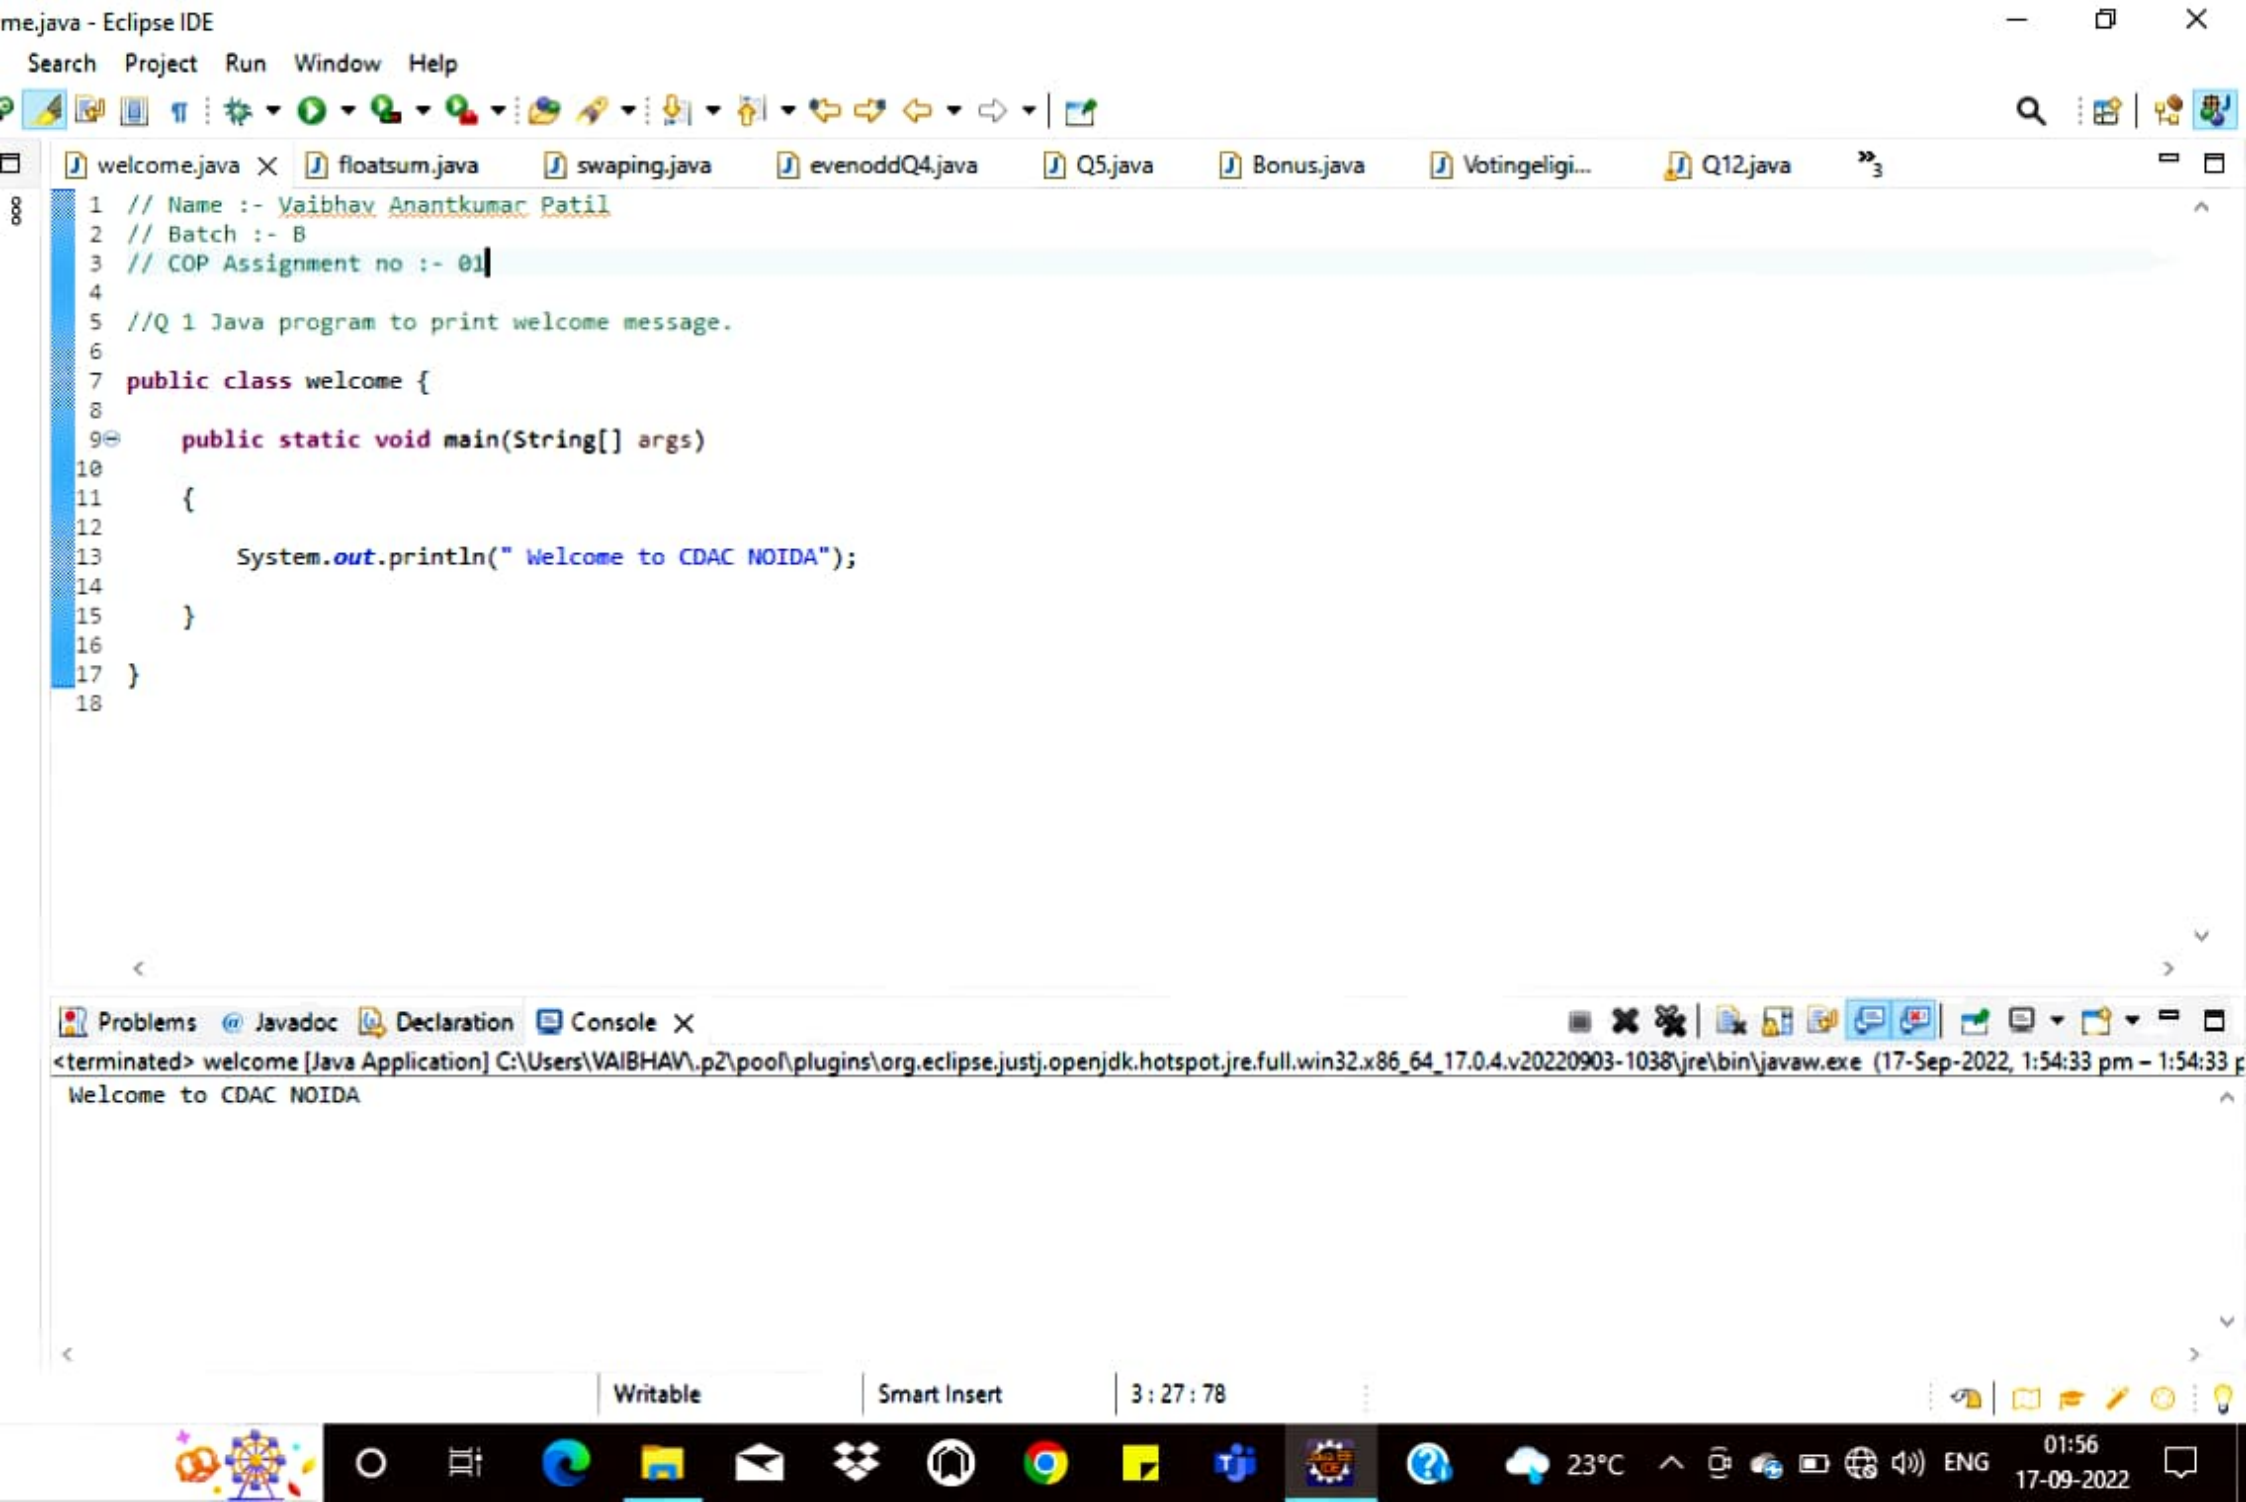 me.java - Eclipse IDE
Search Project Run Window Help
welcome.java floatsum.java swaping.java evenoddQ4.java Q5.java Bonus.java Votingeligi... Q12.java »3
1 // Name :- Vaibhav Anantkumar Patil
2 // Batch :- B
3 // COP Assignment no :- 01
4
5 //Q 1 Java program to print welcome message.
6
7 public class welcome {
8
9 public static void main(String[] args)
10
11 {
12
13 System.out.println(" Welcome to CDAC NOIDA");
14
15 }
16
17 }
18
Problems Javadoc Declaration Console
<terminated> welcome [Java Application] C:\Users\VAIBHAV\.p2\pool\plugins\org.eclipse.justj.openjdk.hotspot.jre.full.win32.x86_64_17.0.4.v20220903-1038\jre\bin\javaw.exe (17-Sep-2022, 1:54:33 pm – 1:54:33 p
Welcome to CDAC NOIDA
Writable Smart Insert 3 : 27 : 78
23°C ENG 01:56
17-09-2022